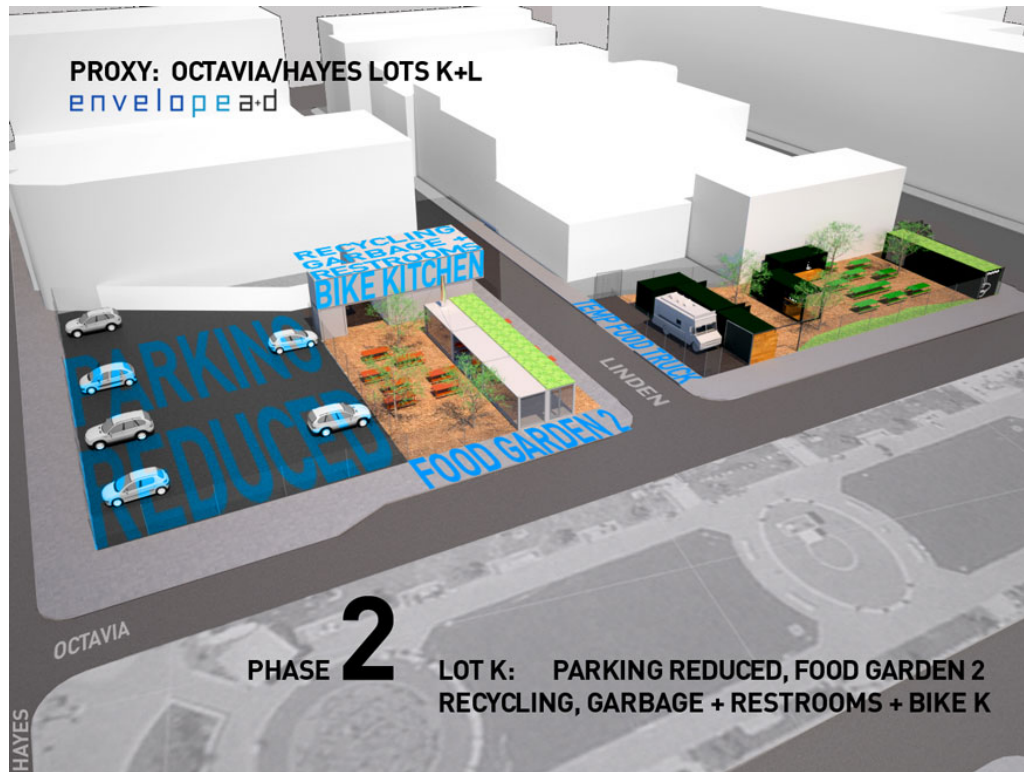 PROXY: OCTAVIA/HAYES LOTS K+L
envelopea+d
RECYCLING
GARBAGE +
RESTROOMS
BIKE KITCHEN
PARKING
REDUCED
FOOD GARDEN 2
TEMP FOOD TRUCK
LINDEN
OCTAVIA
HAYES
PHASE 2
LOT K: PARKING REDUCED, FOOD GARDEN 2
RECYCLING, GARBAGE + RESTROOMS + BIKE K